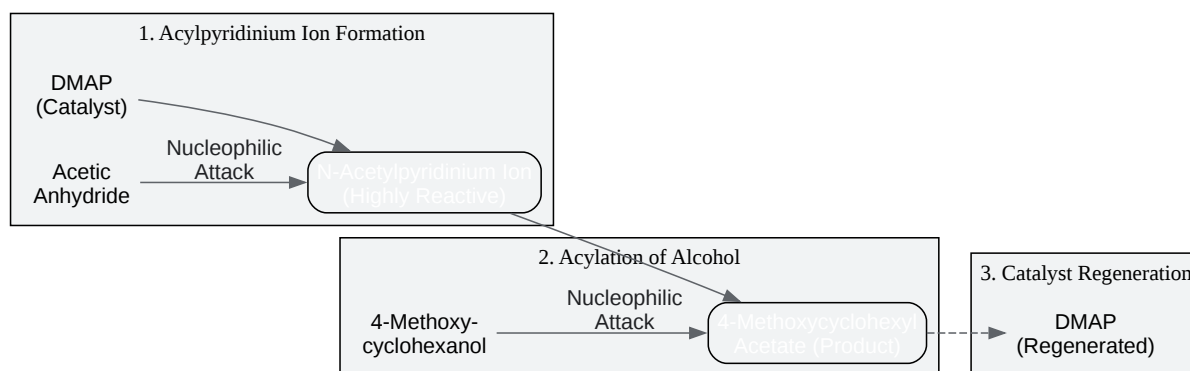 1. Acylpyridinium Ion Formation
DMAP
(Catalyst)
Nucleophilic
Attack
Acetic
Anhydride
N-Acetylpyridinium Ion
(Highly Reactive)
2. Acylation of Alcohol
4-Methoxy-
cyclohexanol
Nucleophilic
Attack
4-Methoxycyclohexyl
Acetate (Product)
3. Catalyst Regeneration
DMAP
(Regenerated)